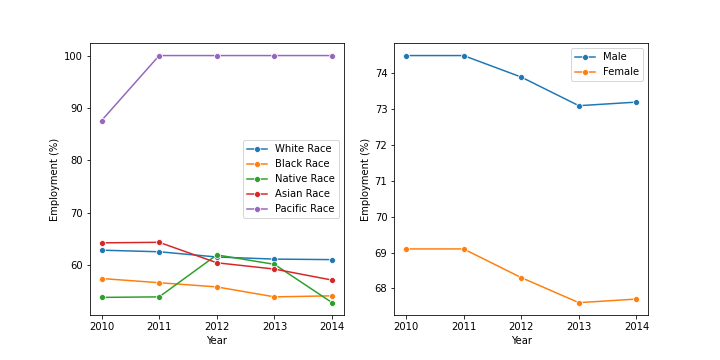 100
90
80
70
60
Employment (%)
2010 2011 2012 2013 2014
Year
White Race
Black Race
Native Race
Asian Race
Pacific Race
74
73
72
71
70
69
68
Employment (%)
2010 2011 2012 2013 2014
Year
Male
Female